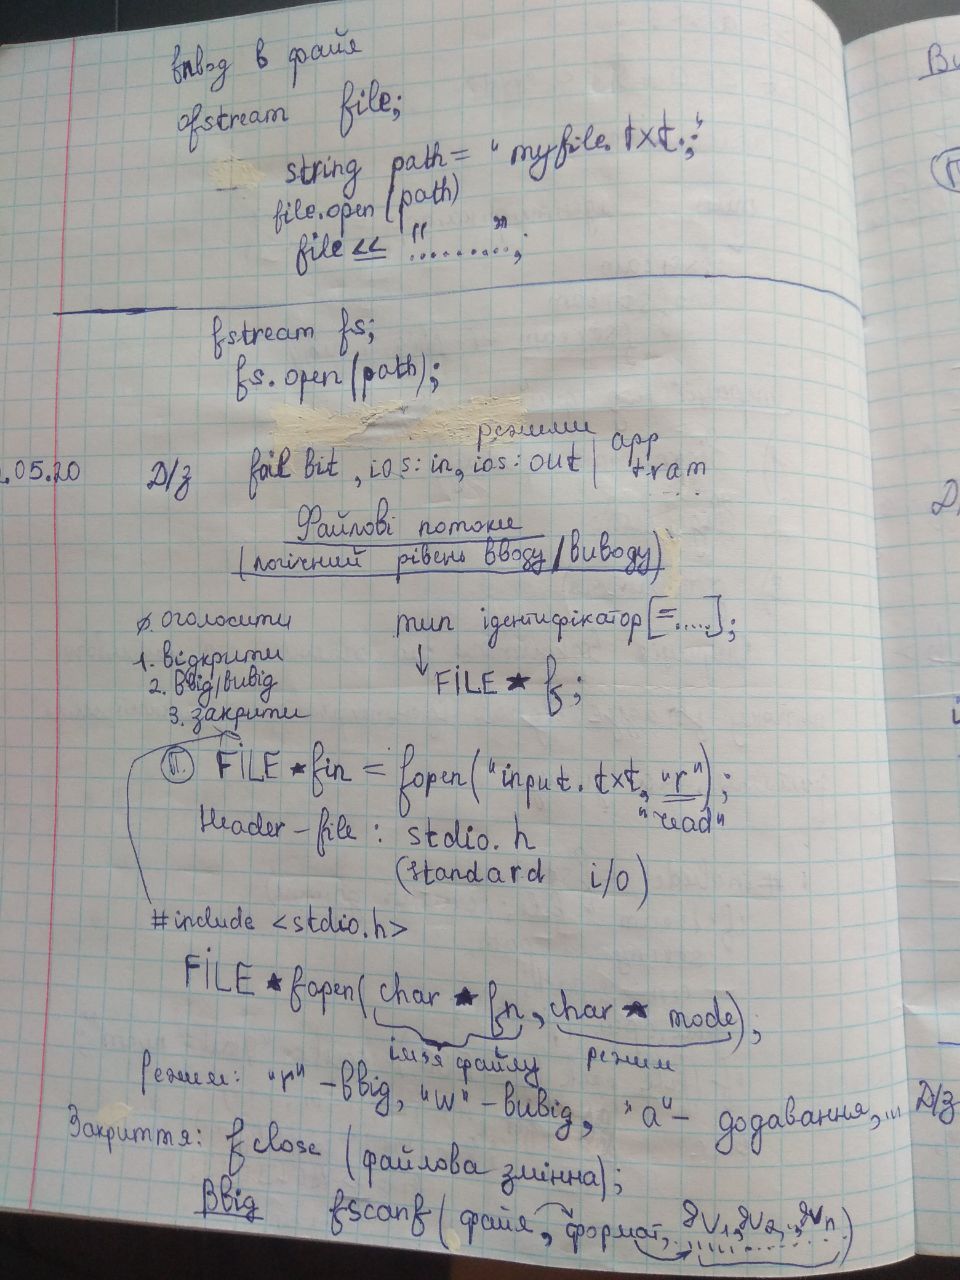 ввод в файл
ofstream file;
string path = "myfile.txt.";
file.open(path)
file << "..........";
fstream fs;
fs.open(path);
режими
.05.20 Д/з fail bit, ios:in, ios:out | app
tram
Файлові потоки
(логічний рівень вводу/виводу)
0. оголосити тип ідентифікатор [=.....];
1. відкрити
↓ FILE * f;
2. Ввід/вивід
3. закрити
П. FILE * fin = fopen("input.txt, "r");
"read"
Header-file: stdio.h
(standard i/o)
#include <stdio.h>
FILE * fopen(char * fn, char * mode);
імя файлу режим
Режим: "r" - ввід, "w" - вивід, "a" - додавання,...
Закриття: fclose (файлова змінна);
Ввід fscanf(файл, формат, &V1, &V2,.., &Vn)
Ви
П
Д/
Д/з